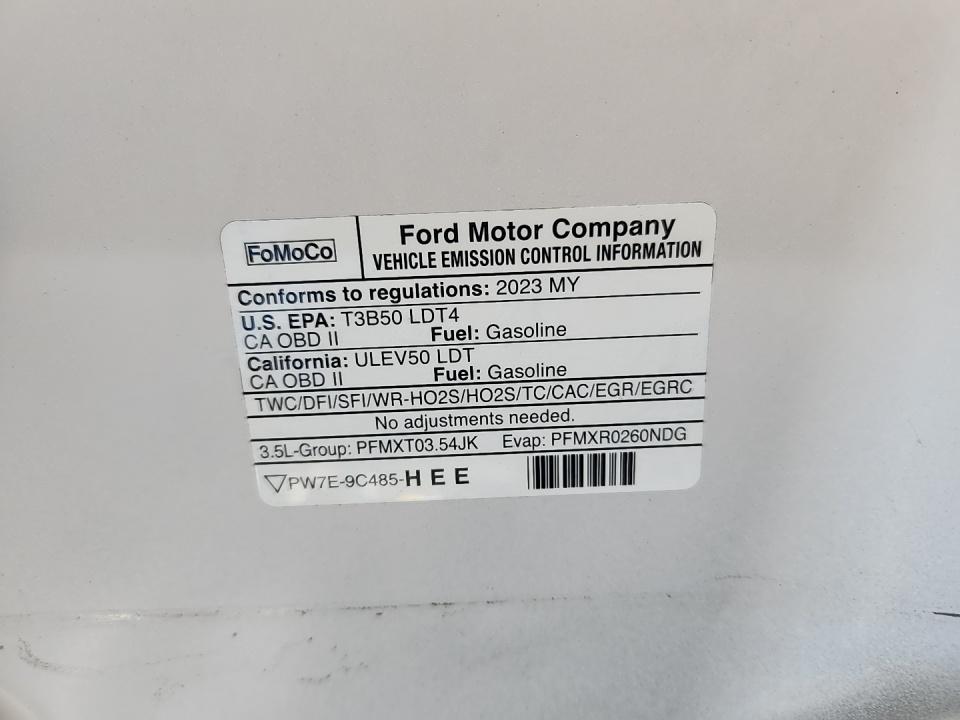 FoMoCo
Ford Motor Company
VEHICLE EMISSION CONTROL INFORMATION
Conforms to regulations: 2023 MY
U.S. EPA: T3B50 LDT4
CA OBD II Fuel: Gasoline
California: ULEV50 LDT
CA OBD II Fuel: Gasoline
TWC/DFI/SFI/WR-HO2S/HO2S/TC/CAC/EGR/EGRC
No adjustments needed.
3.5L-Group: PFMXT03.54JK Evap: PFMXR0260NDG
PW7E-9C485-HEE